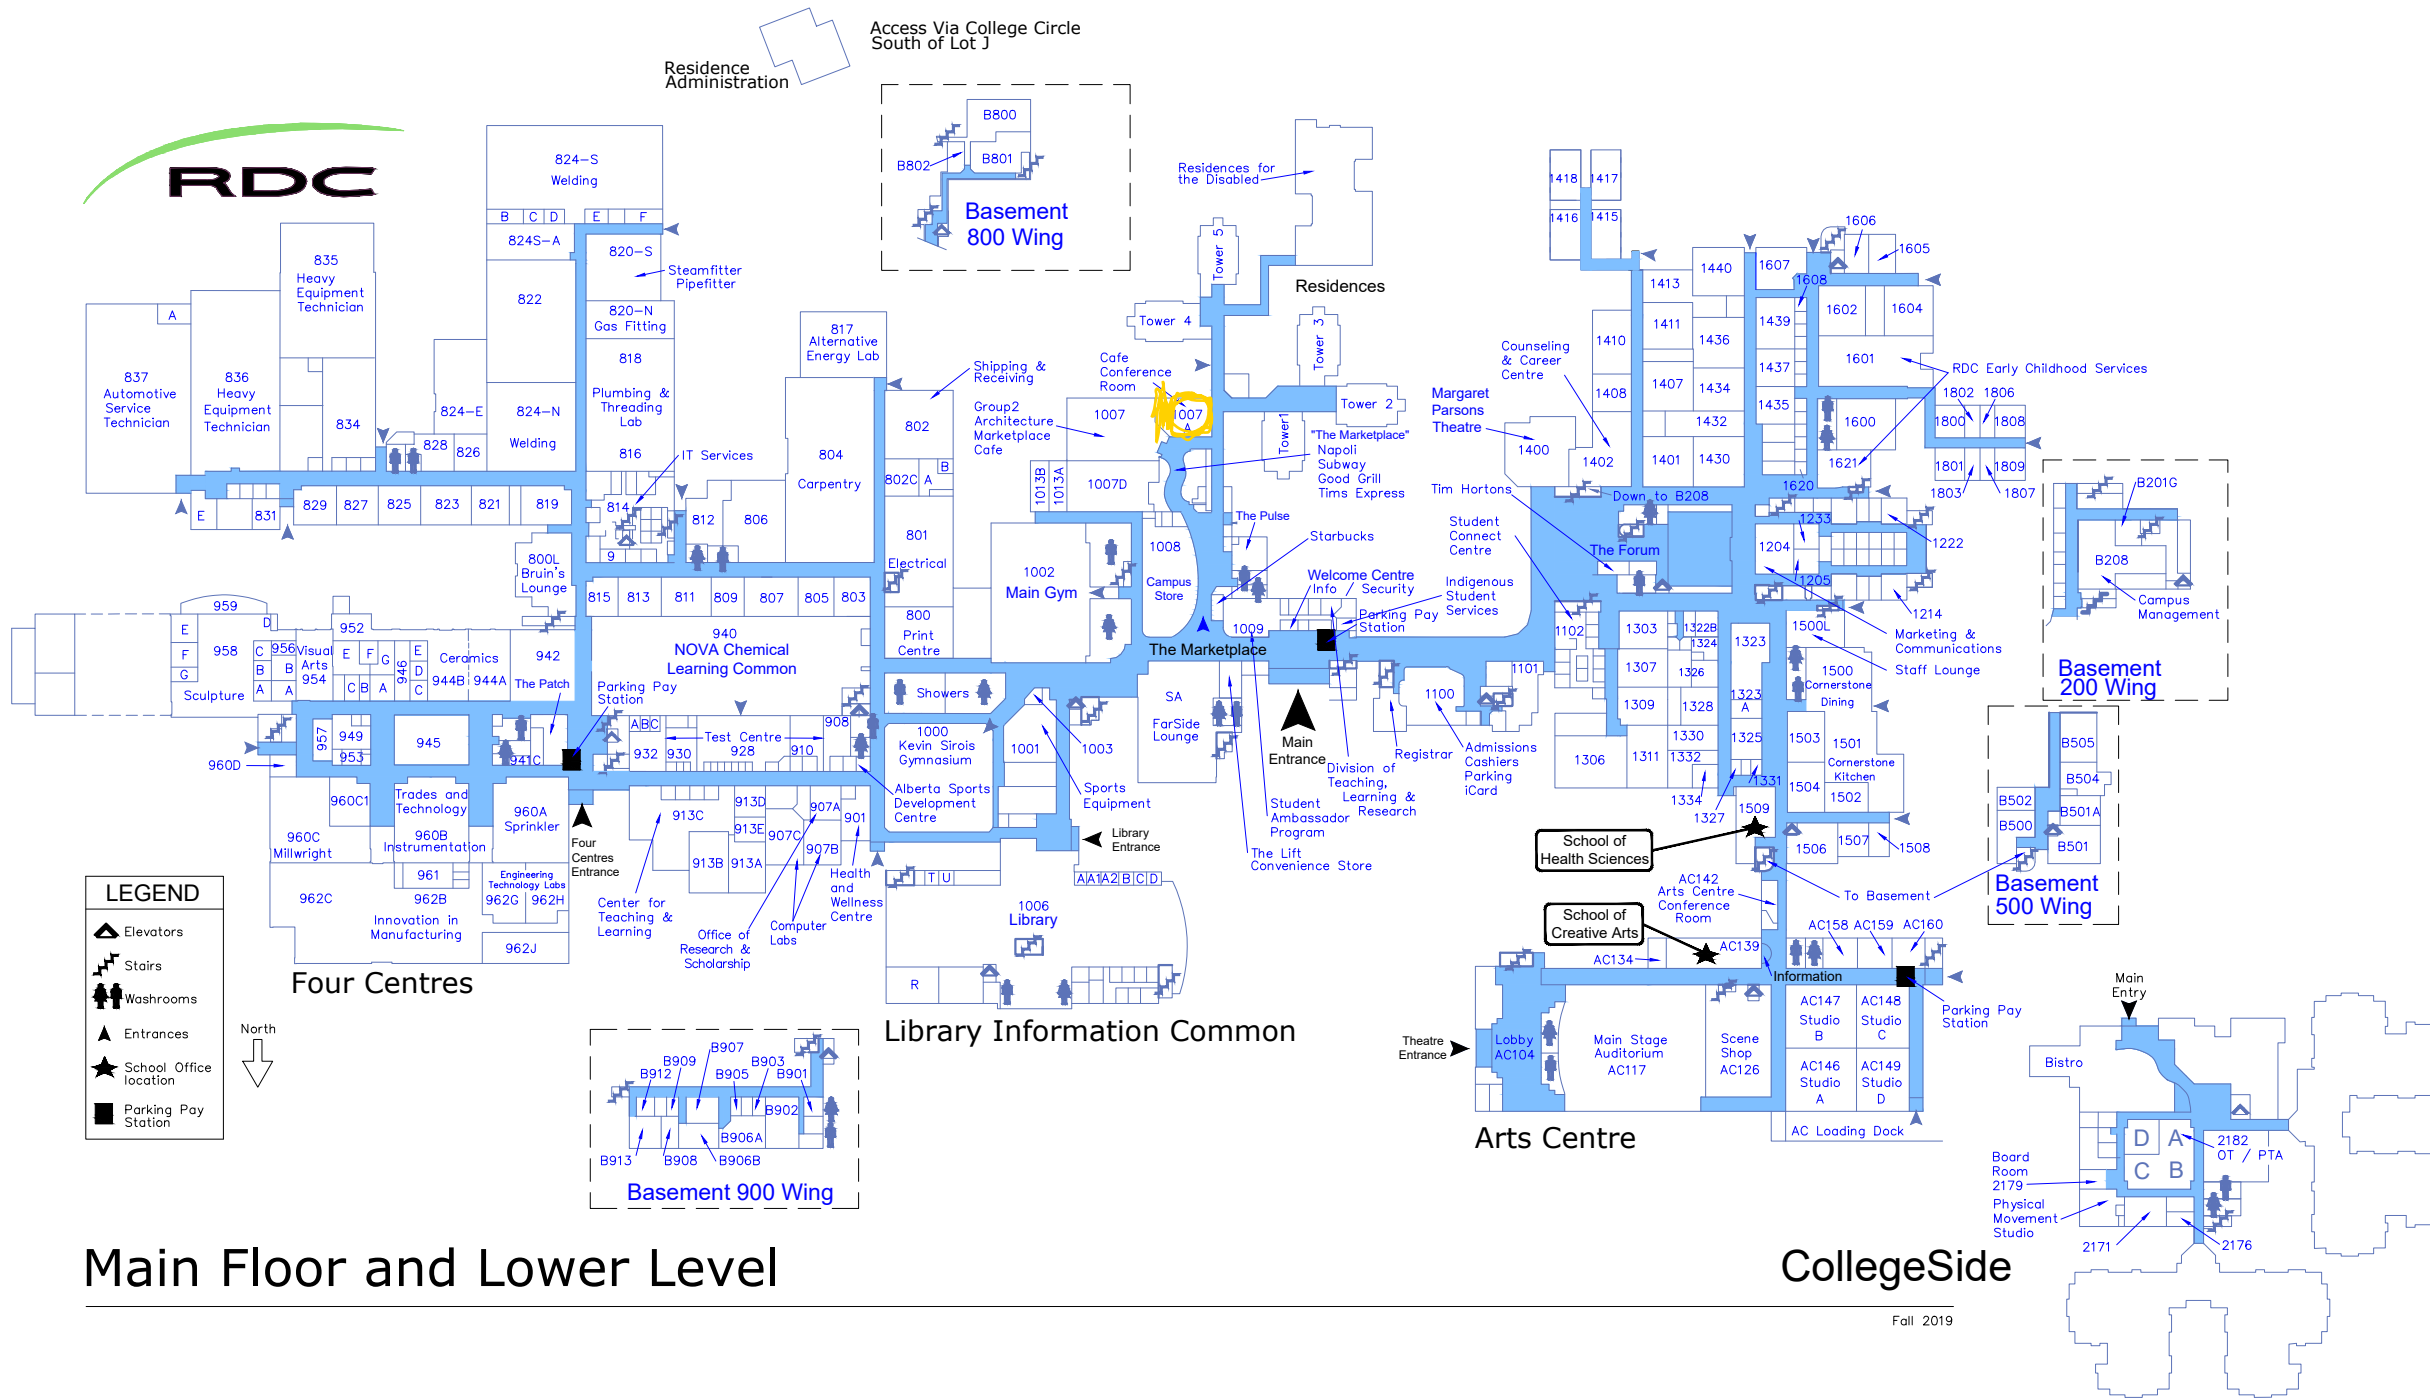 Access Via College Circle
South of Lot J
Residence
Administration
RDC
B800
B801
B802
Basement
800 Wing
Residences for
the Disabled
Residences
Tower 5
Tower 4
Tower 3
Tower 2
Tower1
824-S
Welding
B C D E F
824S-A
820-S
Steamfitter
Pipefitter
822
820-N
Gas Fitting
818
Plumbing &
Threading
Lab
816
835
Heavy
Equipment
Technician
A
837
Automotive
Service
Technician
836
Heavy
Equipment
Technician
834
824-E
824-N
Welding
828
826
E
831
829
827
825
823
821
819
IT Services
814
9
812
806
817
Alternative
Energy Lab
804
Carpentry
Shipping &
Receiving
802
802C
A
B
801
Electrical
800
Print
Centre
Group2
Architecture
Marketplace
Cafe
Cafe
Conference
Room
1007
1007
A
1013B
1013A
1007D
"The Marketplace"
Napoli
Subway
Good Grill
Tims Express
The Pulse
Starbucks
1008
Campus
Store
1002
Main Gym
Welcome Centre
Info
Security
Indigenous
Student
Services
Parking Pay
Station
1009
The Marketplace
800L
Bruin's
Lounge
815
813
811
809
807
805
803
940
NOVA Chemical
Learning Common
959
D
E
F
G
958
Sculpture
C
B
A
956
B
A
Visual
Arts
954
952
E
F
G
C
B
A
946
E
D
C
Ceramics
944B
944A
942
The Patch
Parking Pay
Station
957
949
953
945
941C
960D
A B C
932
930
Test Centre
928
910
908
Showers
1000
Kevin Sirois
Gymnasium
1001
1003
Sports
Equipment
Alberta Sports
Development
Centre
SA
FarSide
Lounge
Main
Entrance
Division of
Teaching,
Learning &
Research
Student
Ambassador
Program
The Lift
Convenience Store
Registrar
1100
1101
Admissions
Cashiers
Parking
iCard
Student
Connect
Centre
Tim Hortons
Margaret
Parsons
Theatre
1400
Counseling
& Career
Centre
1402
Down to B208
The Forum
1418
1417
1416
1415
1413
1440
1411
1410
1436
1408
1407
1434
1432
1401
1430
1607
1608
1439
1437
1435
1620
1606
1605
1602
1604
1601
RDC Early Childhood Services
1600
1621
1802
1806
1800
1808
1801
1809
1803
1807
1233
1204
1205
1222
1214
Marketing &
Communications
Staff Lounge
B201G
B208
Campus
Management
Basement
200 Wing
1102
1303
1322B
1324
1323
1307
1326
1323
A
1309
1328
1330
1325
1306
1311
1332
1331
1334
1327
1500L
1500
Cornerstone
Dining
1503
1501
Cornerstone
Kitchen
1504
1502
1509
1506
1507
1508
School of
Health Sciences
B505
B504
B502
B501A
B500
B501
Basement
500 Wing
To Basement
960C1
Trades and
Technology
960A
Sprinkler
960C
Millwright
960B
Instrumentation
Four
Centres
Entrance
961
Engineering
Technology Labs
962G
962H
962C
962B
Innovation in
Manufacturing
962J
Four Centres
913C
913D
913E
913B
913A
907A
907C
907B
901
Center for
Teaching &
Learning
Office of
Research &
Scholarship
Computer
Labs
Health
and
Wellness
Centre
Library
Entrance
T U
A A1 A2 B C D
1006
Library
R
Library Information Common
AC142
Arts Centre
Conference
Room
School of
Creative Arts
AC134
AC139
AC158
AC159
AC160
Information
Parking Pay
Station
Theatre
Entrance
Lobby
AC104
Main Stage
Auditorium
AC117
Scene
Shop
AC126
AC147
Studio
B
AC148
Studio
C
AC146
Studio
A
AC149
Studio
D
AC Loading Dock
Arts Centre
LEGEND
Elevators
Stairs
Washrooms
Entrances
School Office
location
Parking Pay
Station
North
B907
B909
B912
B905
B903
B901
B902
B906A
B913
B908
B906B
Basement 900 Wing
Main
Entry
Bistro
D A
C B
2182
OT / PTA
Board
Room
2179
Physical
Movement
Studio
2171
2176
Main Floor and Lower Level
CollegeSide
Fall 2019